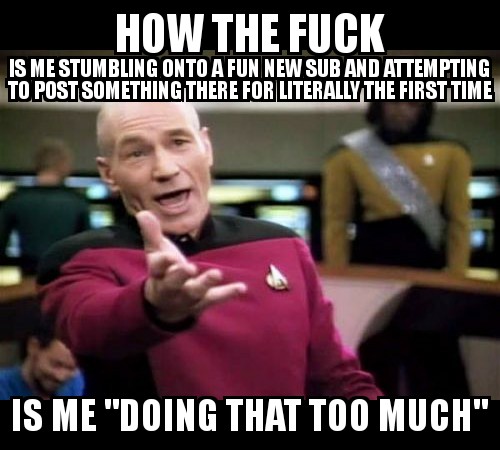 HOW THE FUCK
IS ME STUMBLING ONTO A FUN NEW SUB AND ATTEMPTING
TO POST SOMETHING THERE FOR LITERALLY THE FIRST TIME
IS ME "DOING THAT TOO MUCH"